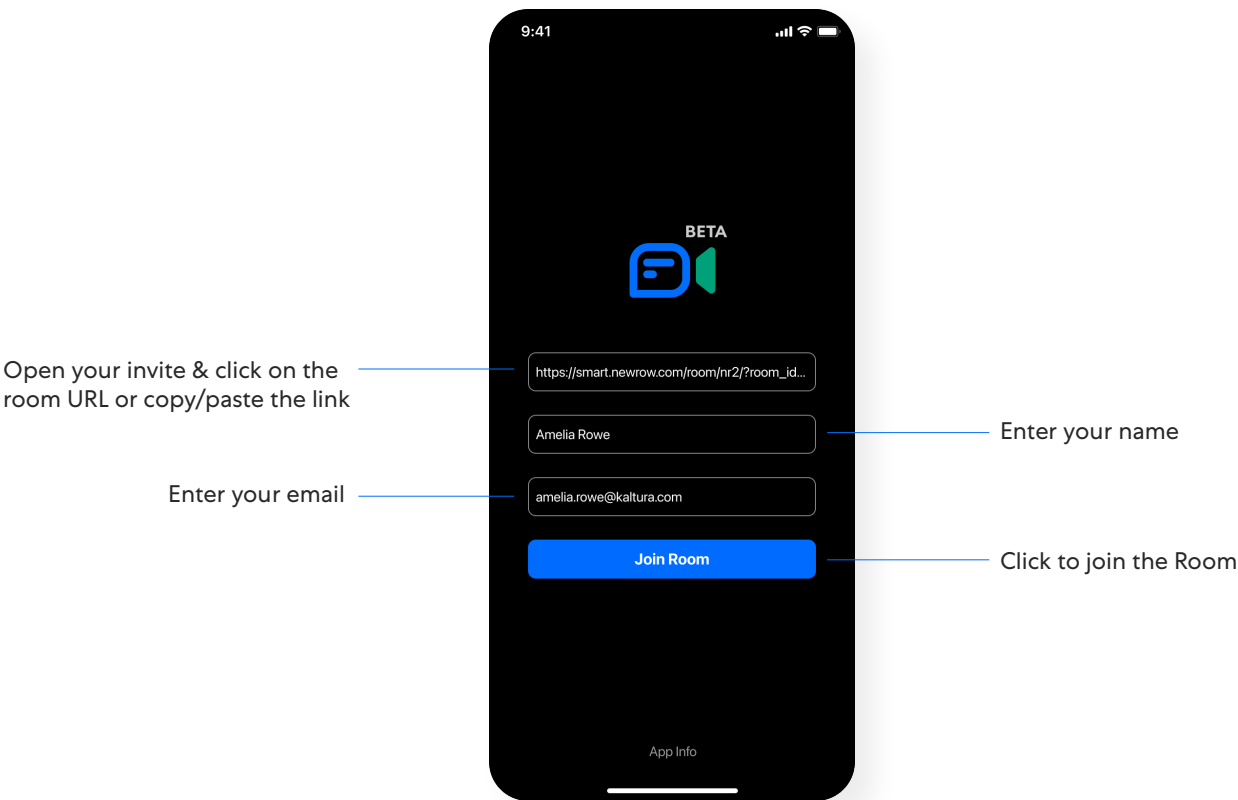 9:41
BETA
Open your invite & click on the
room URL or copy/paste the link
https://smart.newrow.com/room/nr2/?room_id...
Amelia Rowe
Enter your name
Enter your email
amelia.rowe@kaltura.com
Join Room
Click to join the Room
App Info